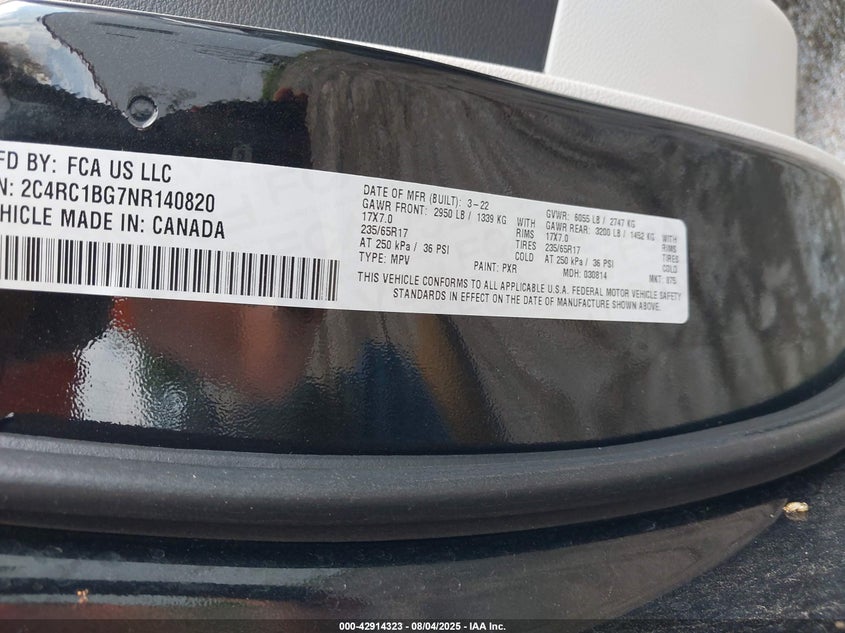 FD BY: FCA US LLC
N: 2C4RC1BG7NR140820
EHICLE MADE IN: CANADA
DATE OF MFR (BUILT): 3-22
GAWR FRONT: 2950 LB / 1339 KG WITH
17X7.0 RIMS
235/65R17 TIRES
AT 250 kPa / 36 PSI COLD
TYPE: MPV
PAINT: PXR
GVWR: 6055 LB / 2747 KG
GAWR REAR: 3200 LB / 1452 KG WITH
17X7.0 RIMS
235/65R17 TIRES
AT 250 kPa / 36 PSI COLD
MDH: 030814
MKT: 875
THIS VEHICLE CONFORMS TO ALL APPLICABLE U.S.A. FEDERAL MOTOR VEHICLE SAFETY
STANDARDS IN EFFECT ON THE DATE OF MANUFACTURE SHOWN ABOVE.
000-42914323 - 08/04/2025 - IAA Inc.